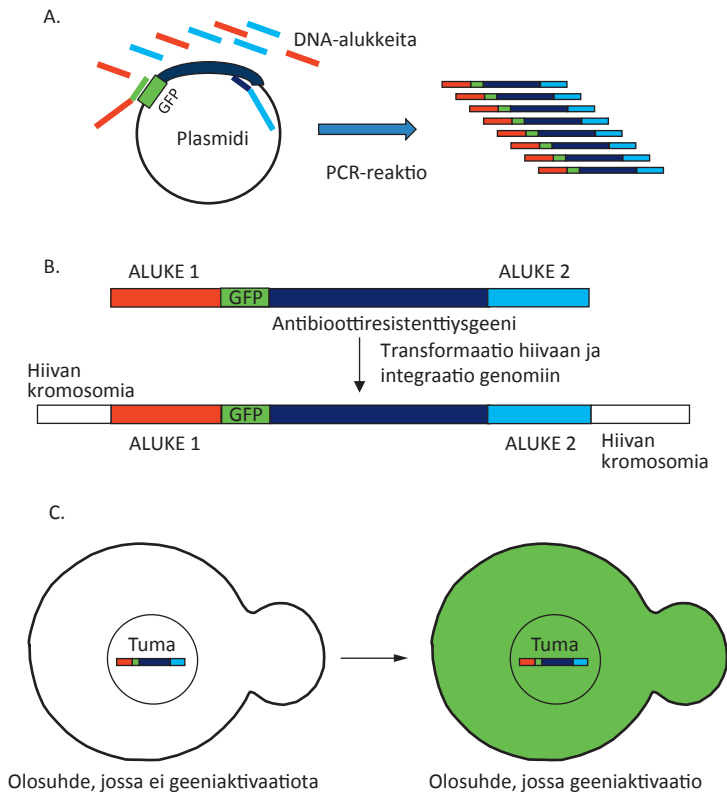 A.
DNA-alukkeita
GFP
Plasmidi
PCR-reaktio
B.
ALUKE 1
ALUKE 2
GFP
Antibioottiresistenttiysgeeni
Transformaatio hiivaan ja
integraatio genomiin
Hiivan
kromosomia
GFP
ALUKE 1
ALUKE 2
Hiivan
kromosomia
C.
Tuma
Tuma
Olosuhde, jossa ei geeniaktivaatiota
Olosuhde, jossa geeniaktivaatio